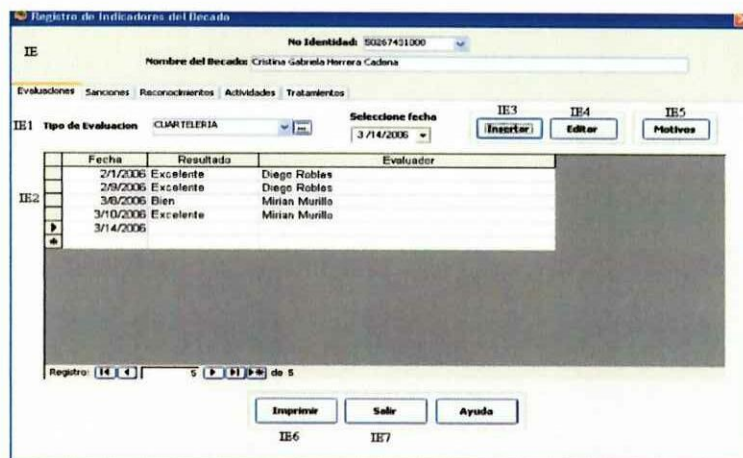 Registro de Indicadores del Becado
IE
No Identidad: 50267431000
Nombre del Becado: Cristina Gabriela Herrera Cadena
Evaluaciones Sanciones Reconocimientos Actividades Tratamientos
IE1 Tipo de Evaluacion CUARTELERIA ... Seleccione fecha 3/14/2006
IE3 IE4 IE5
Insertar Editar Motivos
IE2
Fecha Resultado Evaluador
2/1/2006 Excelente Diego Robles
2/9/2006 Excelente Diego Robles
3/8/2006 Bien Mirian Murillo
3/10/2006 Excelente Mirian Murillo
3/14/2006
Registro: 5 de 5
Imprimir Salir Ayuda
IE6 IE7